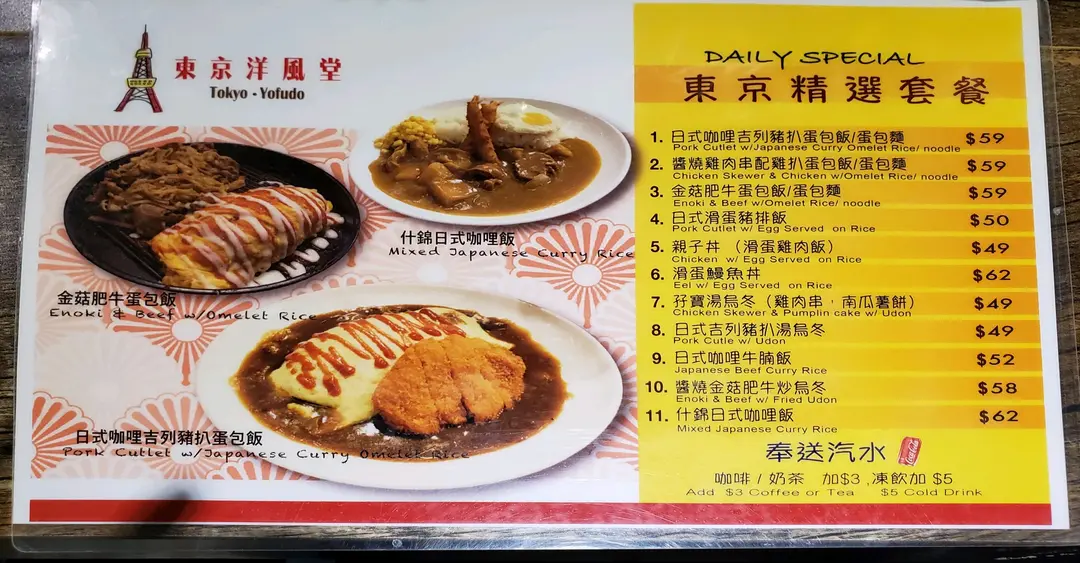 東京洋風堂
Tokyo - Yofudo
什錦日式咖哩飯
Mixed Japanese Curry Rice
金菇肥牛蛋包飯
Enoki & Beef w/Omelet Rice
日式咖哩吉列豬扒蛋包飯
Pork Cutlet w/Japanese Curry Omelet Rice
DAILY SPECIAL
東京精選套餐
1. 日式咖哩吉列豬扒蛋包飯/蛋包麵 $59
Pork Cutlet w/Japanese Curry Omelet Rice/ noodle
2. 醬燒雞肉串配雞扒蛋包飯/蛋包麵 $59
Chicken Skewer & Chicken w/Omelet Rice/ noodle
3. 金菇肥牛蛋包飯/蛋包麵 $59
Enoki & Beef w/Omelet Rice/ noodle
4. 日式滑蛋豬排飯 $50
Pork Cutlet w/ Egg Served on Rice
5. 親子丼 （滑蛋雞肉飯） $49
Chicken w/ Egg Served on Rice
6. 滑蛋鰻魚丼 $62
Eel w/ Egg Served on Rice
7. 孖寶湯烏冬（雞肉串，南瓜薯餅） $49
Chicken Skewer & Pumplin cake w/ Udon
8. 日式吉列豬扒湯烏冬 $49
Pork Cutle w/ Udon
9. 日式咖哩牛腩飯 $52
Japanese Beef Curry Rice
10. 醬燒金菇肥牛炒烏冬 $58
Enoki & Beef w/ Fried Udon
11. 什錦日式咖哩飯 $62
Mixed Japanese Curry Rice
奉送汽水
Coca-Cola
咖啡 / 奶茶 加$3 ,凍飲加 $5
Add $3 Coffee or Tea $5 Cold Drink